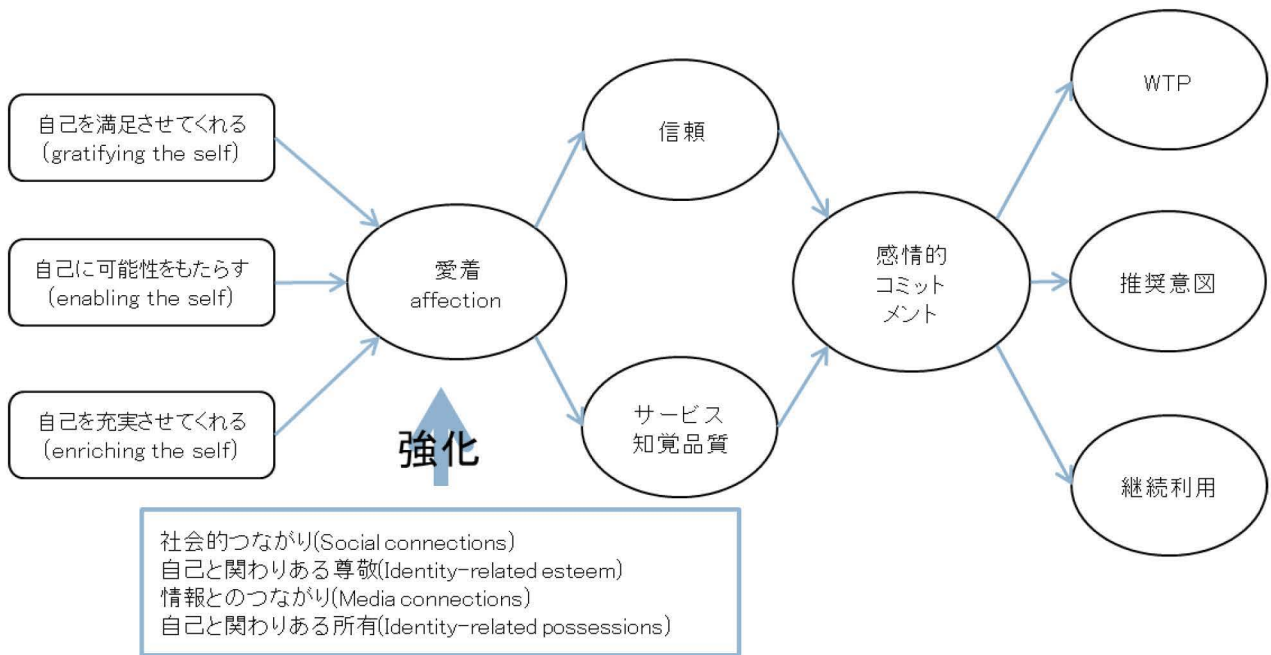 自己を満足させてくれる
(gratifying the self)
自己に可能性をもたらす
(enabling the self)
自己を充実させてくれる
(enriching the self)
愛着
affection
強化
社会的つながり(Social connections)
自己と関わりある尊敬(Identity-related esteem)
情報とのつながり(Media connections)
自己と関わりある所有(Identity-related possessions)
信頼
サービス
知覚品質
感情的
コミット
メント
WTP
推奨意図
継続利用